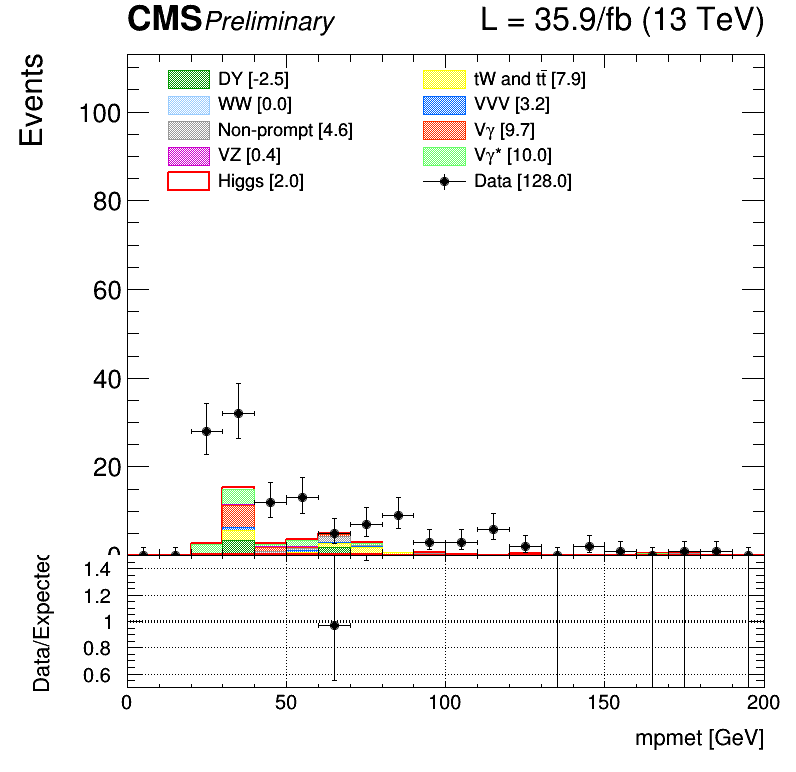 CMS Preliminary L = 35.9/fb (13 TeV)
Events
DY [-2.5] tW and tt̄ [7.9]
WW [0.0] VVV [3.2]
Non-prompt [4.6] Vγ [9.7]
VZ [0.4] Vγ* [10.0]
Higgs [2.0] Data [128.0]
100
80
60
40
20
0
Data/Expected
1.4
1.2
1
0.8
0.6
0 50 100 150 200
mpmet [GeV]